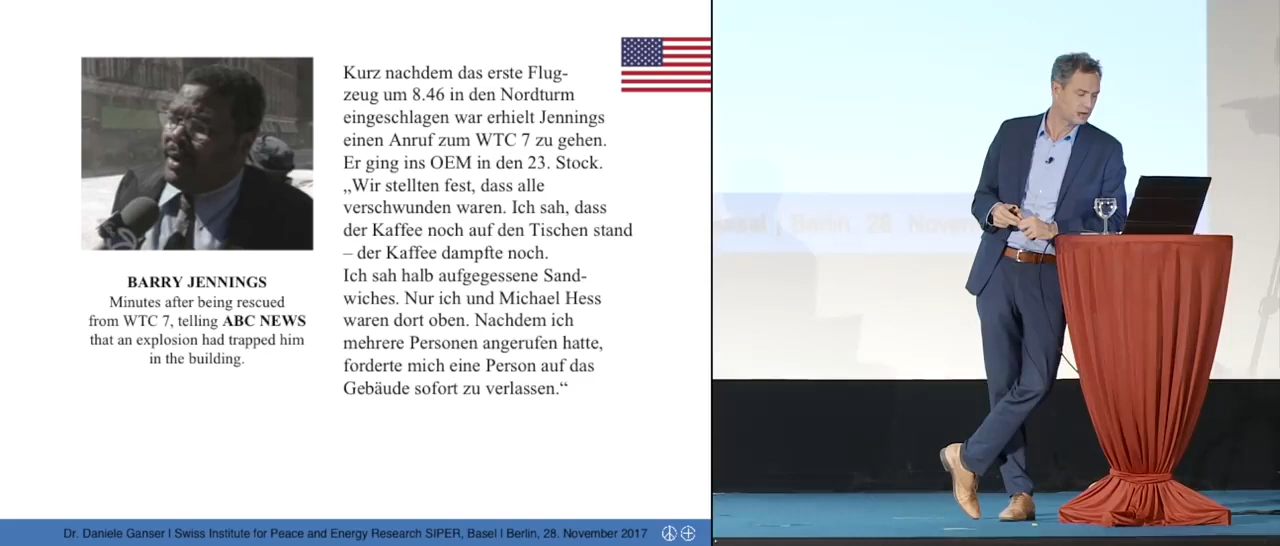 Kurz nachdem das erste Flug-
zeug um 8.46 in den Nordturm
eingeschlagen war erhielt Jennings
einen Anruf zum WTC 7 zu gehen.
Er ging ins OEM in den 23. Stock.
„Wir stellten fest, dass alle
verschwunden waren. Ich sah, dass
der Kaffee noch auf den Tischen stand
– der Kaffee dampfte noch.
Ich sah halb aufgegessene Sand-
wiches. Nur ich und Michael Hess
waren dort oben. Nachdem ich
mehrere Personen angerufen hatte,
forderte mich eine Person auf das
Gebäude sofort zu verlassen.“
BARRY JENNINGS
Minutes after being rescued
from WTC 7, telling ABC NEWS
that an explosion had trapped him
in the building.
Dr. Daniele Ganser I Swiss Institute for Peace and Energy Research SIPER, Basel I Berlin, 28. November 2017
Berlin, 28. Novem